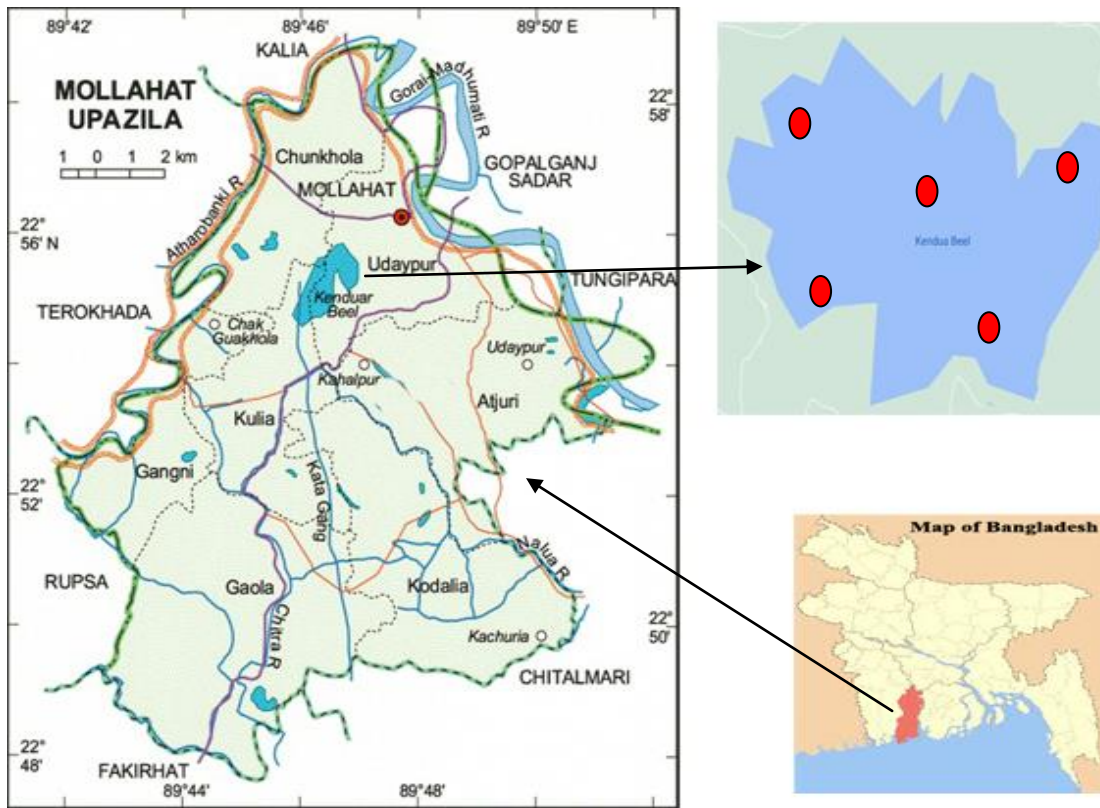 89°42'
89°46'
89°50' E
KALIA
MOLLAHAT
UPAZILA
1 0 1 2 km
Gorai-Madhumati R
22°
58'
Chunkhola
MOLLAHAT
GOPALGANJ
SADAR
Atharobanki R
22°
56' N
Udaypur
TUNGIPARA
Kenduar
Beel
TEROKHADA
Chak
Guakhola
Udaypur
Kahalpur
Atjuri
Kulia
Gangni
22°
52'
Kata Gang
Nalua R
RUPSA
Gaola
Kodalia
Chitra R
Kachuria
22°
50'
CHITALMARI
22°
48'
FAKIRHAT
89°44'
89°48'
Kendua Beel
Map of Bangladesh